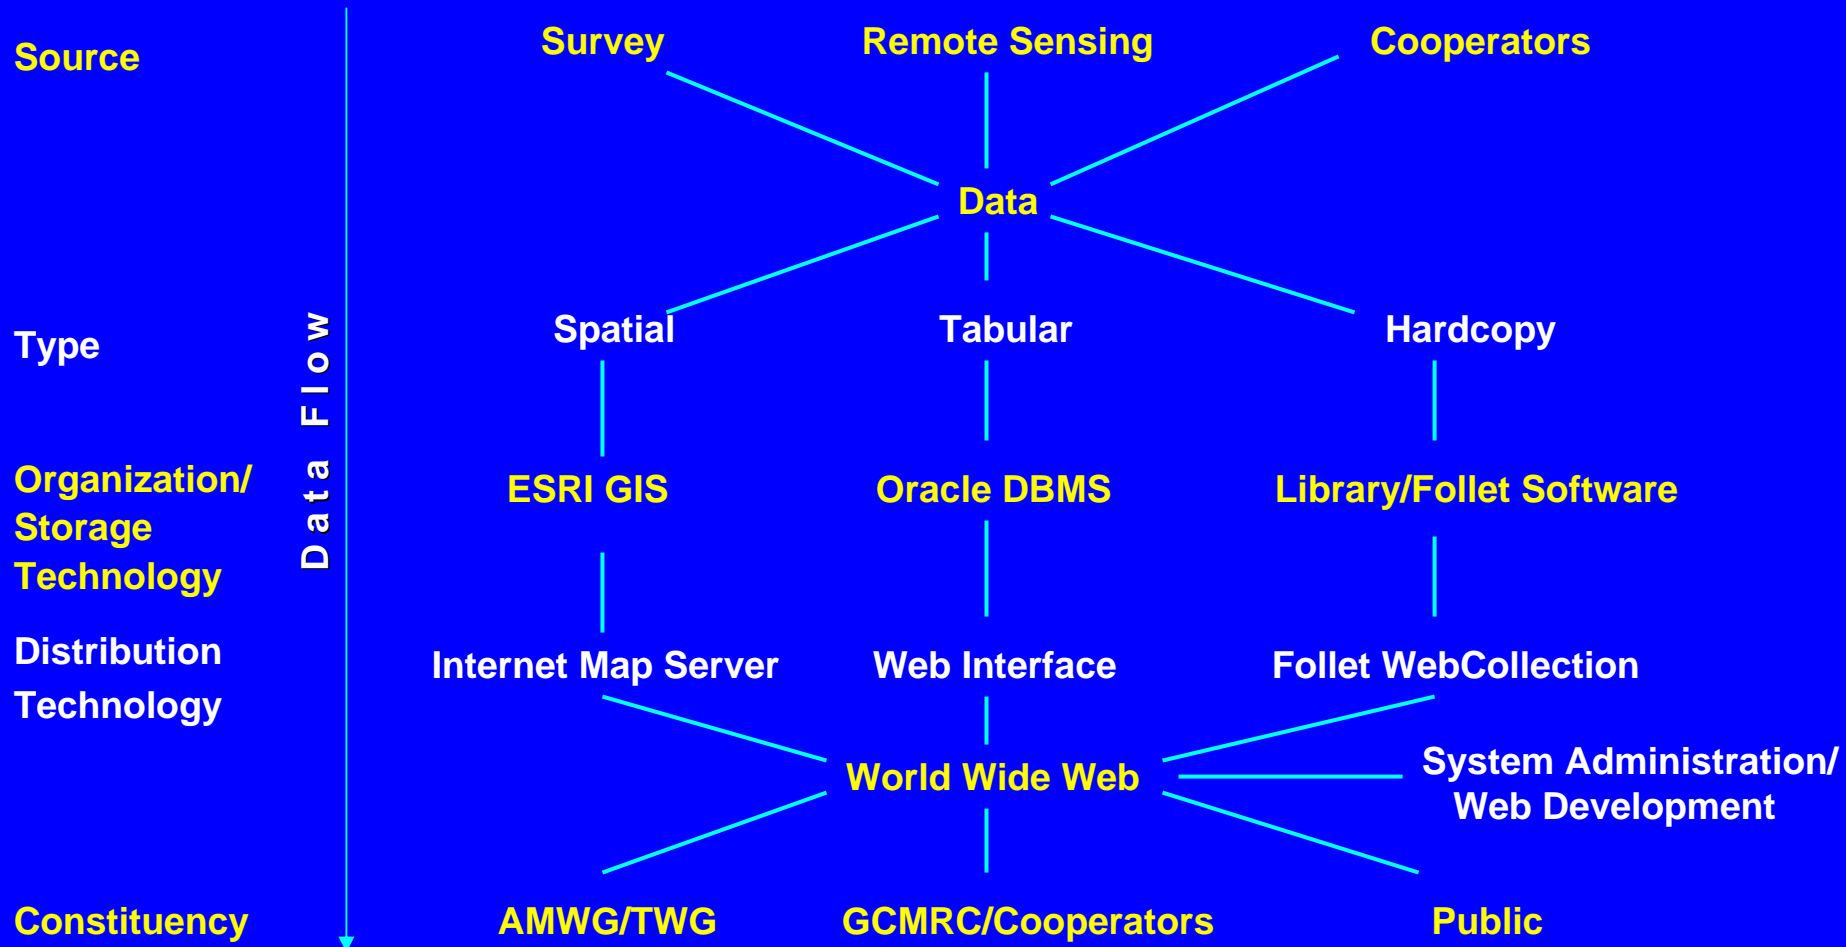 Source
Survey
Remote Sensing
Cooperators
Data
Data Flow
Type
Spatial
Tabular
Hardcopy
Organization/
Storage
Technology
ESRI GIS
Oracle DBMS
Library/Follet Software
Distribution
Technology
Internet Map Server
Web Interface
Follet WebCollection
World Wide Web
System Administration/
Web Development
Constituency
AMWG/TWG
GCMRC/Cooperators
Public